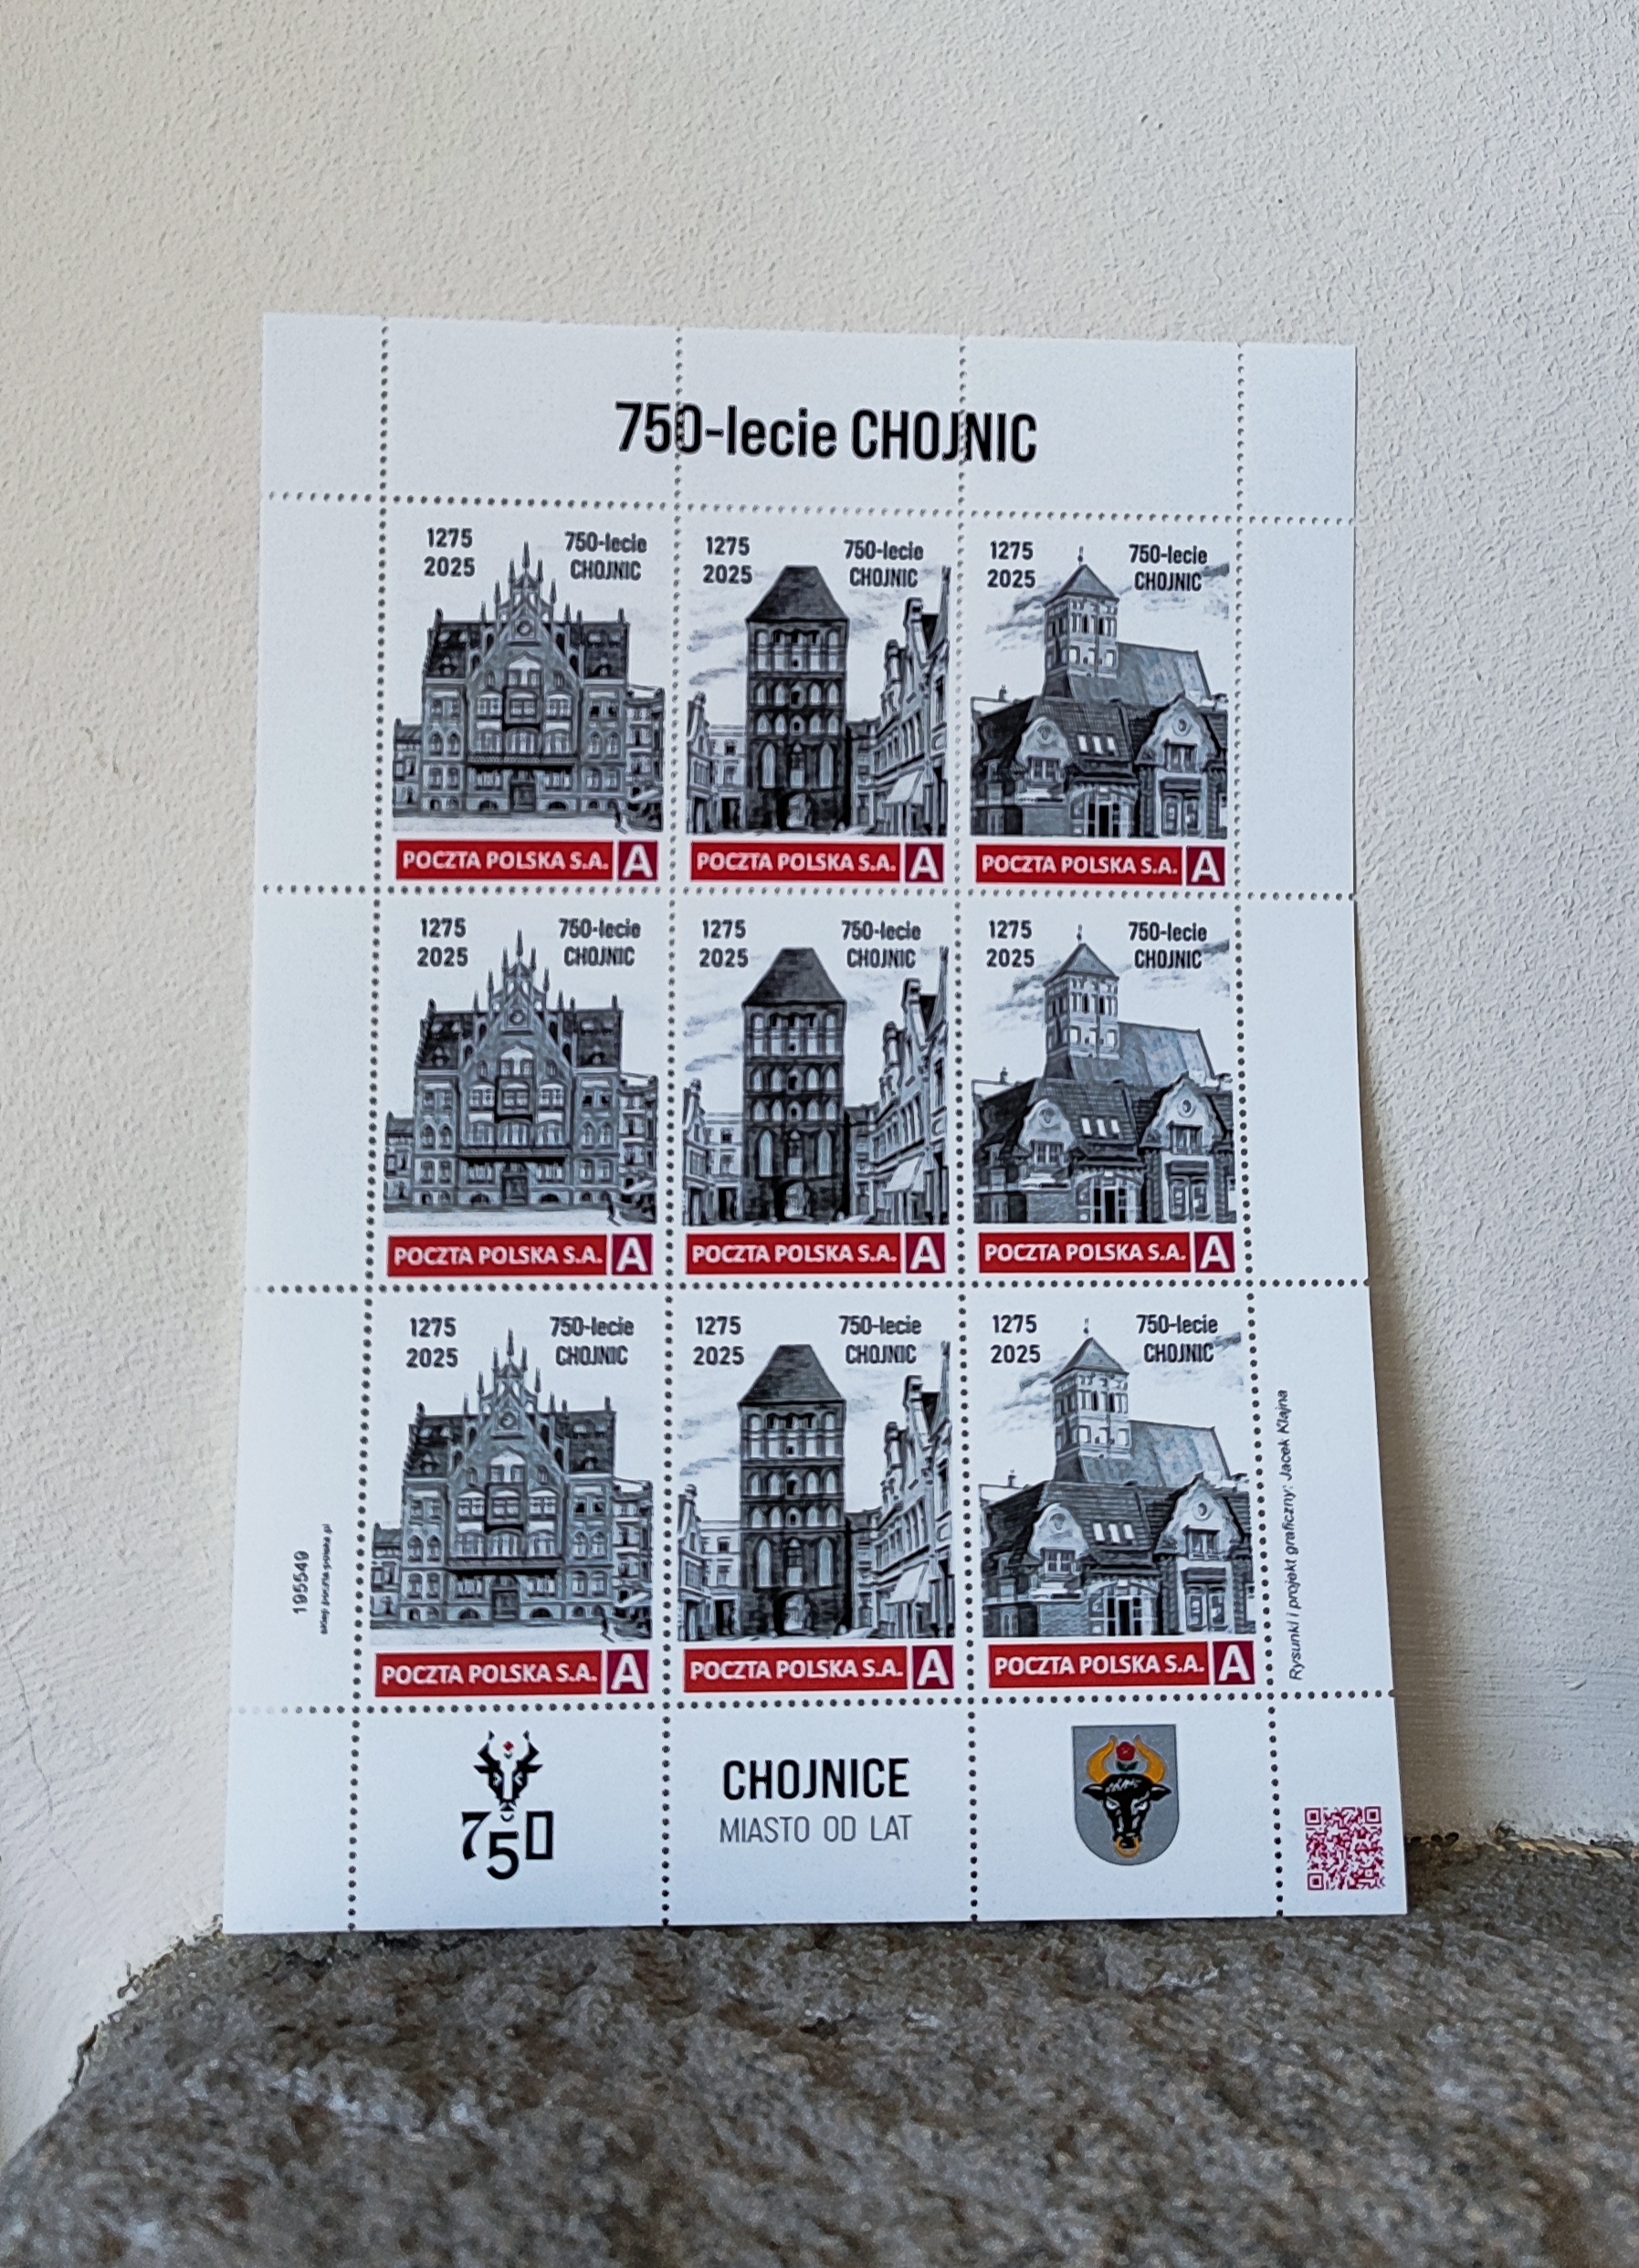 750-lecie CHOJNIC
1275
2025
750-lecie
CHOJNIC
POCZTA POLSKA S.A. A
1275
2025
750-lecie
CHOJNIC
POCZTA POLSKA S.A. A
1275
2025
750-lecie
CHOJNIC
POCZTA POLSKA S.A. A
1275
2025
750-lecie
CHOJNIC
POCZTA POLSKA S.A. A
1275
2025
750-lecie
CHOJNIC
POCZTA POLSKA S.A. A
1275
2025
750-lecie
CHOJNIC
POCZTA POLSKA S.A. A
1275
2025
750-lecie
CHOJNIC
POCZTA POLSKA S.A. A
1275
2025
750-lecie
CHOJNIC
POCZTA POLSKA S.A. A
1275
2025
750-lecie
CHOJNIC
POCZTA POLSKA S.A. A
195549
Rysunki i projekt graficzny: Jacek Klajna
750
CHOJNICE
MIASTO OD LAT